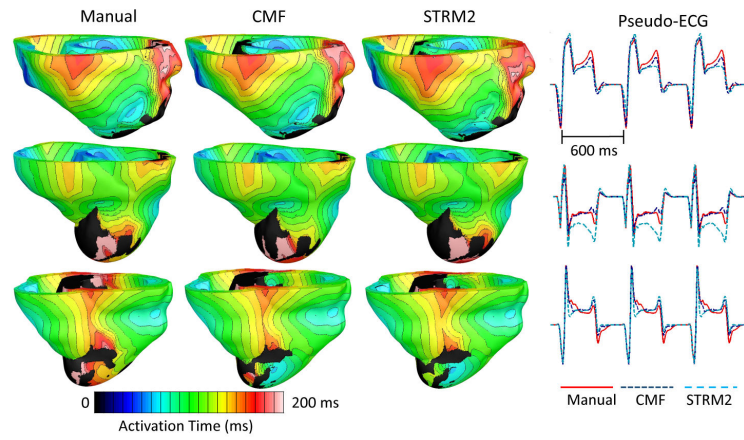 Manual CMF STRM2 Pseudo-ECG
600 ms
0 200 ms
Activation Time (ms)
Manual CMF STRM2